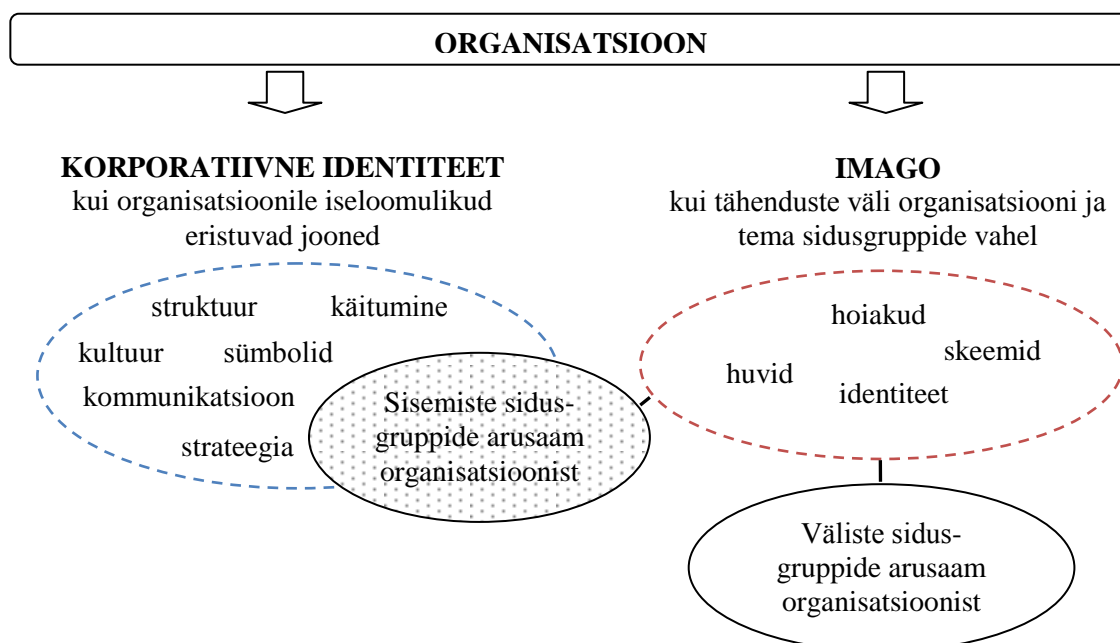 ORGANISATSIOON
KORPORATIIVNE IDENTITEET
kui organisatsioonile iseloomulikud
eristuvad jooned
struktuur käitumine
kultuur sümbolid
kommunikatsioon
strateegia
Sisemiste sidus-
gruppide arusaam
organisatsioonist
IMAGO
kui tähenduste väli organisatsiooni ja
tema sidusgruppide vahel
hoiakud
skeemid
huvid
identiteet
Väliste sidus-
gruppide arusaam
organisatsioonist